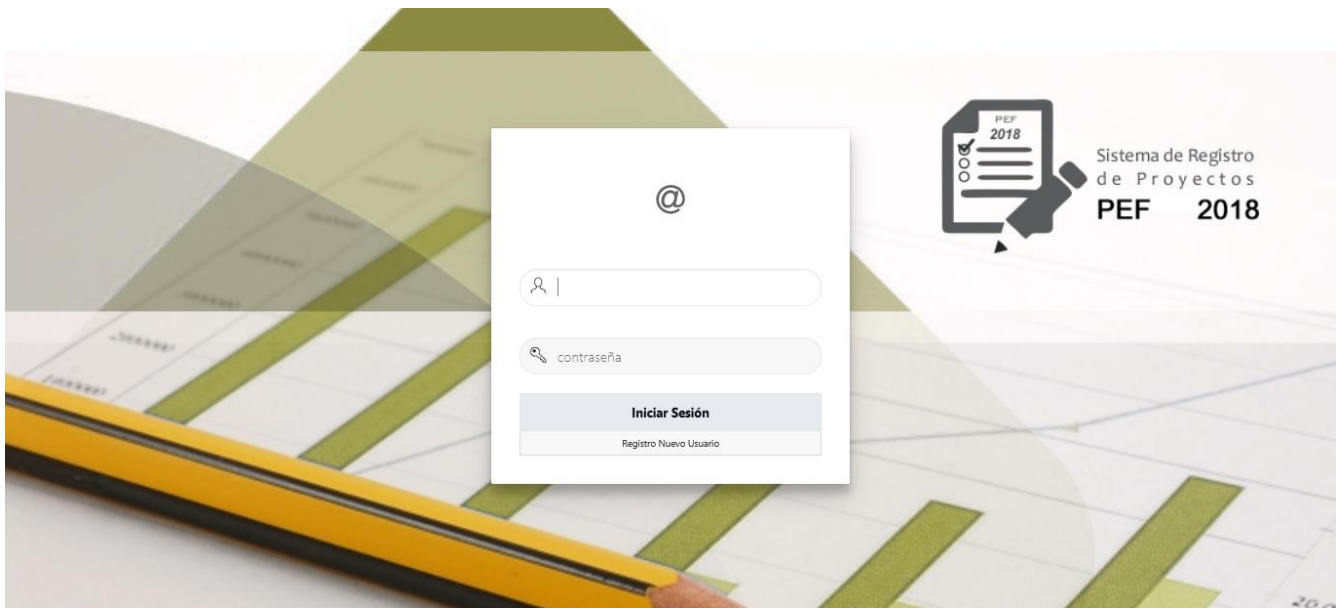 PEF
2018
Sistema de Registro
de Proyectos
PEF 2018
@
contraseña
Iniciar Sesión
Registro Nuevo Usuario